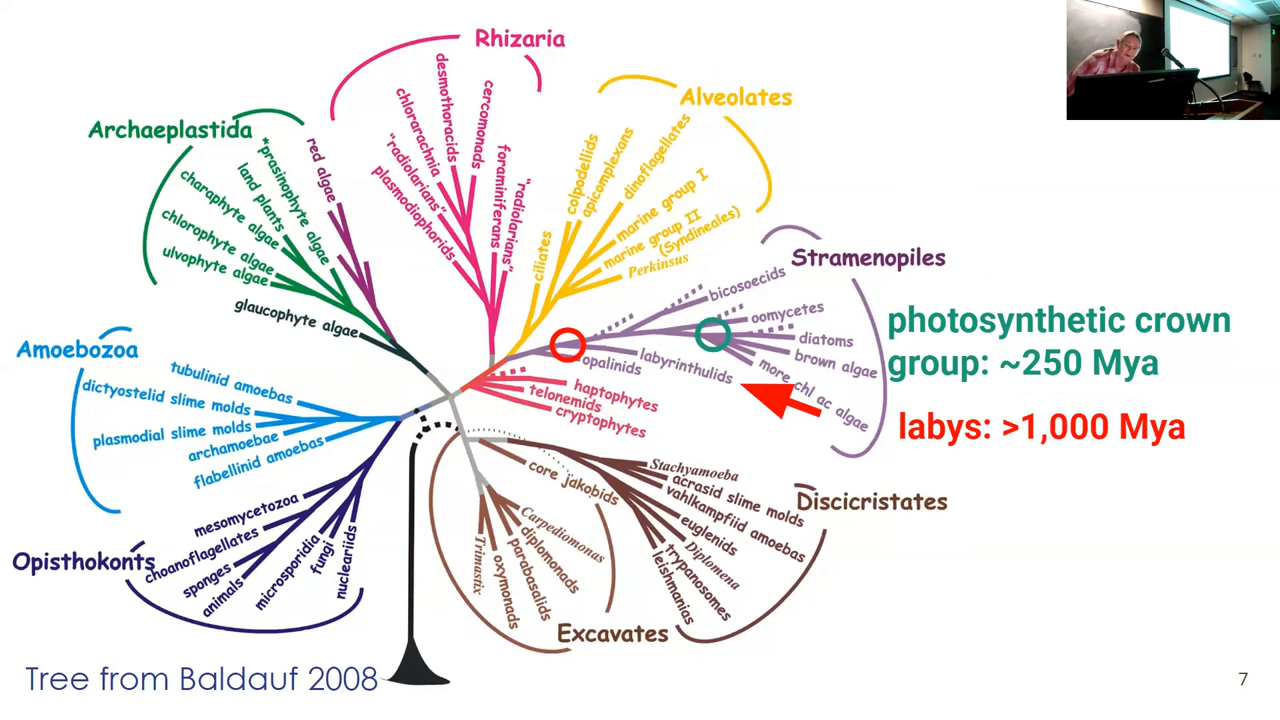 Rhizaria
desmothoracids
cercomonads
chlorarachnia
"radiolarians"
plasmodiophorids
foraminiferans
"radiolarians"
Alveolates
colpodellids
apicomplexans
dinoflagellates
marine group I
marine group II
(Syndineales)
Perkinsus
ciliates
Archaeplastida
red algae
*prasinophyte algae
land plants
charaphyte algae
chlorophyte algae
ulvophyte algae
glaucophyte algae
Stramenopiles
bicosoecids
oomycetes
diatoms
brown algae
more chl ac algae
labyrinthulids
opalinids
photosynthetic crown
group: ~250 Mya
labys: >1,000 Mya
haptophytes
telonemids
cryptophytes
Amoebozoa
tubulinid amoebas
dictyostelid slime molds
plasmodial slime molds
archamoebae
flabellinid amoebas
Opisthokonts
mesomycetozoa
choanoflagellates
sponges
animals
microsporidia
fungi
nucleariids
Discicristates
Stachyamoeba
acrasid slime molds
vahlkampfiid amoebas
euglenids
Diplomena
trypanosomes
leishmanias
core jakobids
Carpediomonas
diplomonads
parabasalids
oxymonads
Trimastix
Excavates
Tree from Baldauf 2008
7